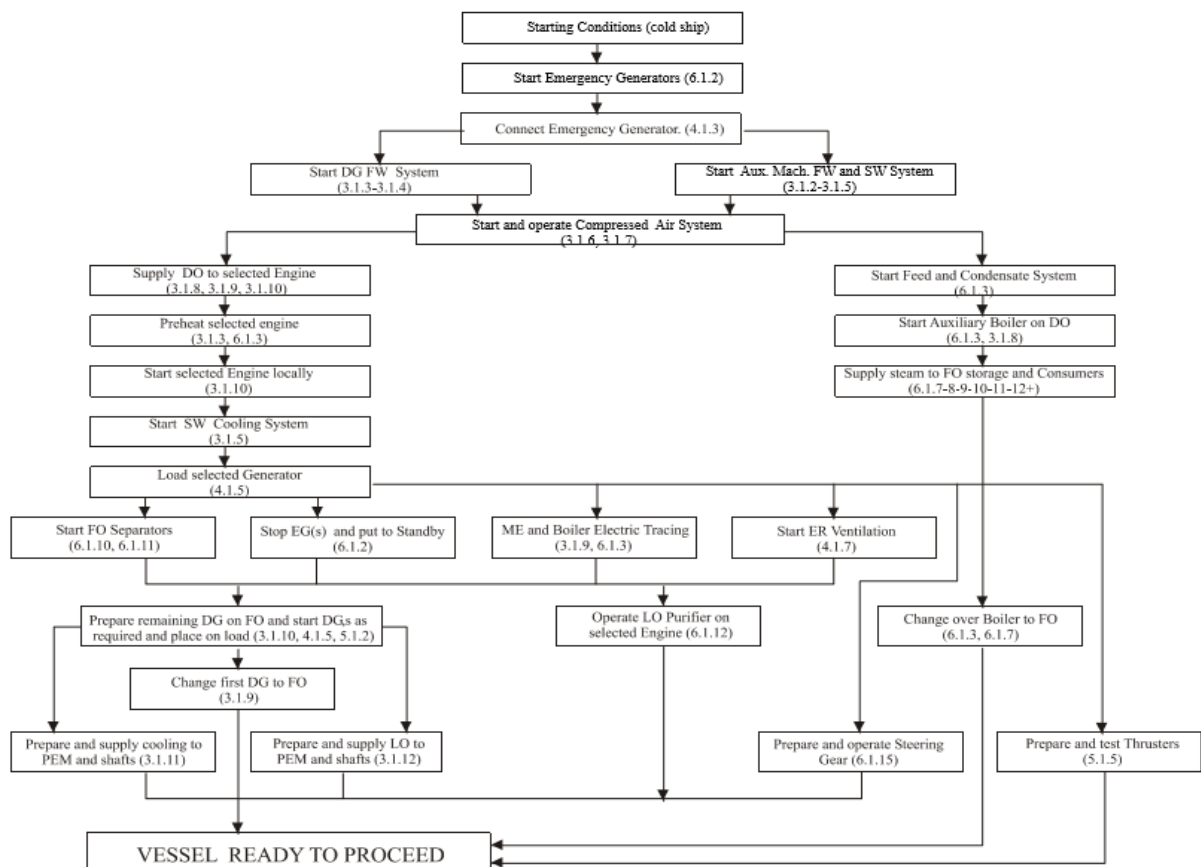 Starting Conditions (cold ship)
Start Emergency Generators (6.1.2)
Connect Emergency Generator. (4.1.3)
Start DG FW System
(3.1.3-3.1.4)
Start Aux. Mach. FW and SW System
(3.1.2-3.1.5)
Start and operate Compressed Air System
(3.1.6, 3.1.7)
Supply DO to selected Engine
(3.1.8, 3.1.9, 3.1.10)
Start Feed and Condensate System
(6.1.3)
Preheat selected engine
(3.1.3, 6.1.3)
Start Auxiliary Boiler on DO
(6.1.3, 3.1.8)
Start selected Engine locally
(3.1.10)
Supply steam to FO storage and Consumers
(6.1.7-8-9-10-11-12+)
Start SW Cooling System
(3.1.5)
Load selected Generator
(4.1.5)
Start FO Separators
(6.1.10, 6.1.11)
Stop EG(s) and put to Standby
(6.1.2)
ME and Boiler Electric Tracing
(3.1.9, 6.1.3)
Start ER Ventilation
(4.1.7)
Prepare remaining DG on FO and start DG,s as
required and place on load (3.1.10, 4.1.5, 5.1.2)
Operate LO Purifier on
selected Engine (6.1.12)
Change over Boiler to FO
(6.1.3, 6.1.7)
Change first DG to FO
(3.1.9)
Prepare and supply cooling to
PEM and shafts (3.1.11)
Prepare and supply LO to
PEM and shafts (3.1.12)
Prepare and operate Steering
Gear (6.1.15)
Prepare and test Thrusters
(5.1.5)
VESSEL READY TO PROCEED